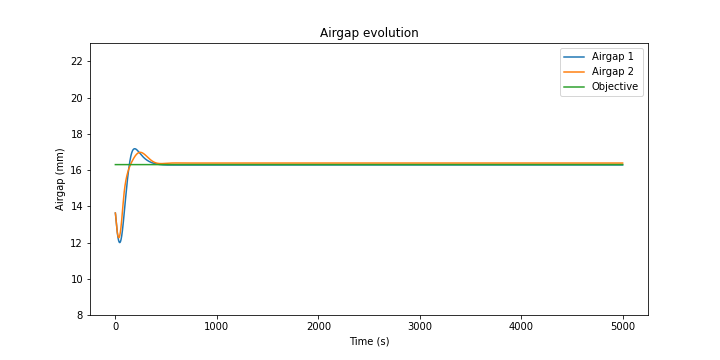 Airgap evolution
Airgap 1
Airgap 2
Objective
22
20
18
16
14
12
10
8
Airgap (mm)
0
1000
2000
3000
4000
5000
Time (s)